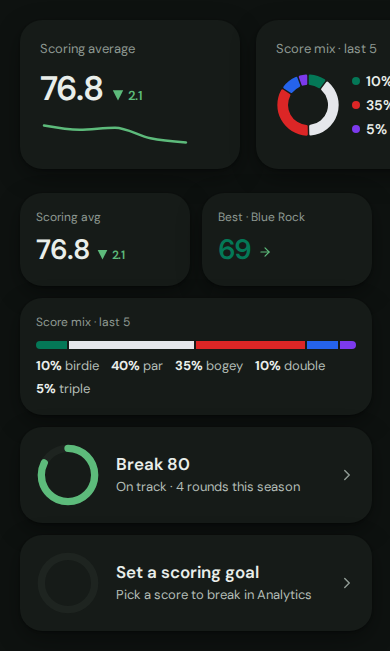 Scoring average
76.8 ▼ 2.1
Score mix · last 5
10%
35%
5%
Scoring avg
76.8 ▼ 2.1
Best · Blue Rock
69 →
Score mix · last 5
10% birdie 40% par 35% bogey 10% double
5% triple
Break 80
On track · 4 rounds this season
Set a scoring goal
Pick a score to break in Analytics